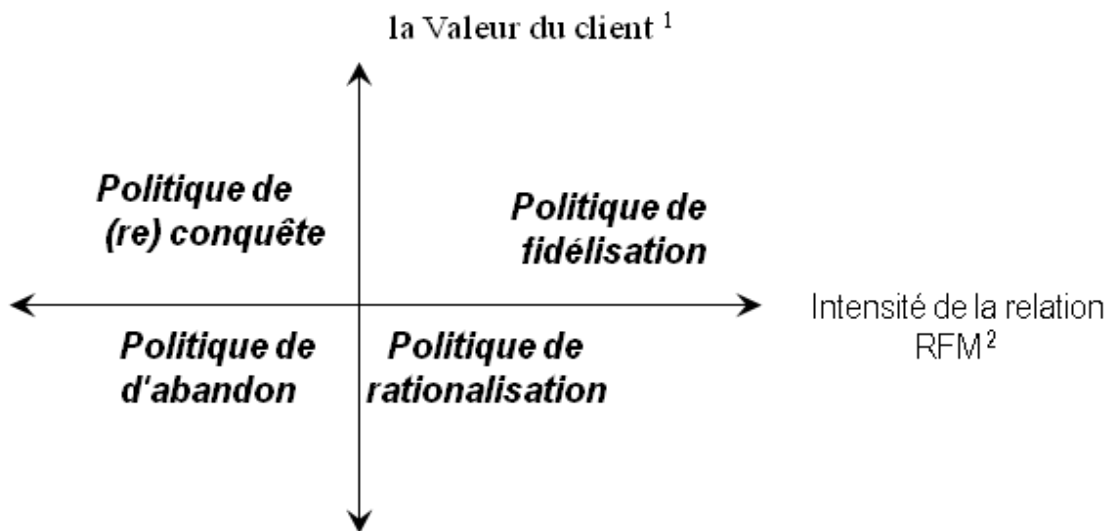 la Valeur du client 1
Politique de
(re) conquête
Politique de
fidélisation
Intensité de la relation
RFM 2
Politique de
d'abandon
Politique de
rationalisation